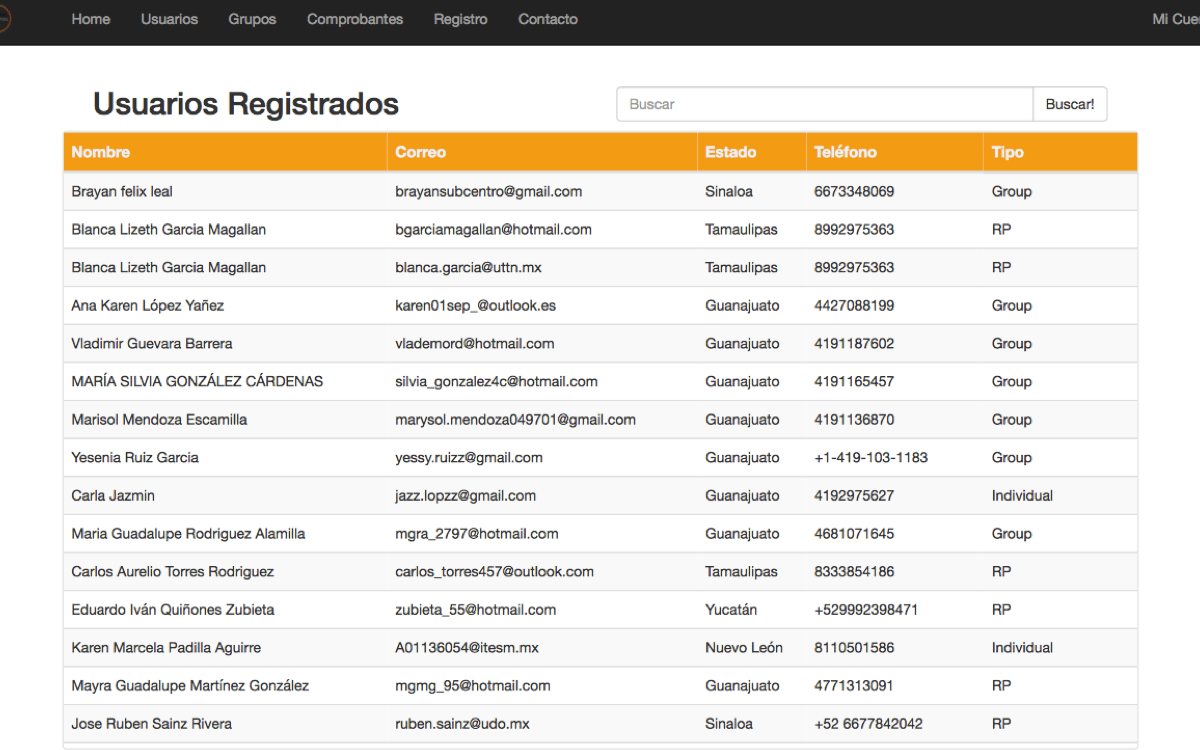 Home Usuarios Grupos Comprobantes Registro Contacto Mi Cue
Usuarios Registrados Buscar Buscar!
Nombre Correo Estado Teléfono Tipo
Brayan felix leal brayansubcentro@gmail.com Sinaloa 6673348069 Group
Blanca Lizeth Garcia Magallan bgarciamagallan@hotmail.com Tamaulipas 8992975363 RP
Blanca Lizeth Garcia Magallan blanca.garcia@uttn.mx Tamaulipas 8992975363 RP
Ana Karen López Yañez karen01sep_@outlook.es Guanajuato 4427088199 Group
Vladimir Guevara Barrera vlademord@hotmail.com Guanajuato 4191187602 Group
MARÍA SILVIA GONZÁLEZ CÁRDENAS silvia_gonzalez4c@hotmail.com Guanajuato 4191165457 Group
Marisol Mendoza Escamilla marysol.mendoza049701@gmail.com Guanajuato 4191136870 Group
Yesenia Ruiz Garcia yessy.ruizz@gmail.com Guanajuato +1-419-103-1183 Group
Carla Jazmin jazz.lopzz@gmail.com Guanajuato 4192975627 Individual
Maria Guadalupe Rodriguez Alamilla mgra_2797@hotmail.com Guanajuato 4681071645 Group
Carlos Aurelio Torres Rodriguez carlos_torres457@outlook.com Tamaulipas 8333854186 RP
Eduardo Iván Quiñones Zubieta zubieta_55@hotmail.com Yucatán +529992398471 RP
Karen Marcela Padilla Aguirre A01136054@itesm.mx Nuevo León 8110501586 Individual
Mayra Guadalupe Martínez González mgmg_95@hotmail.com Guanajuato 4771313091 RP
Jose Ruben Sainz Rivera ruben.sainz@udo.mx Sinaloa +52 6677842042 RP